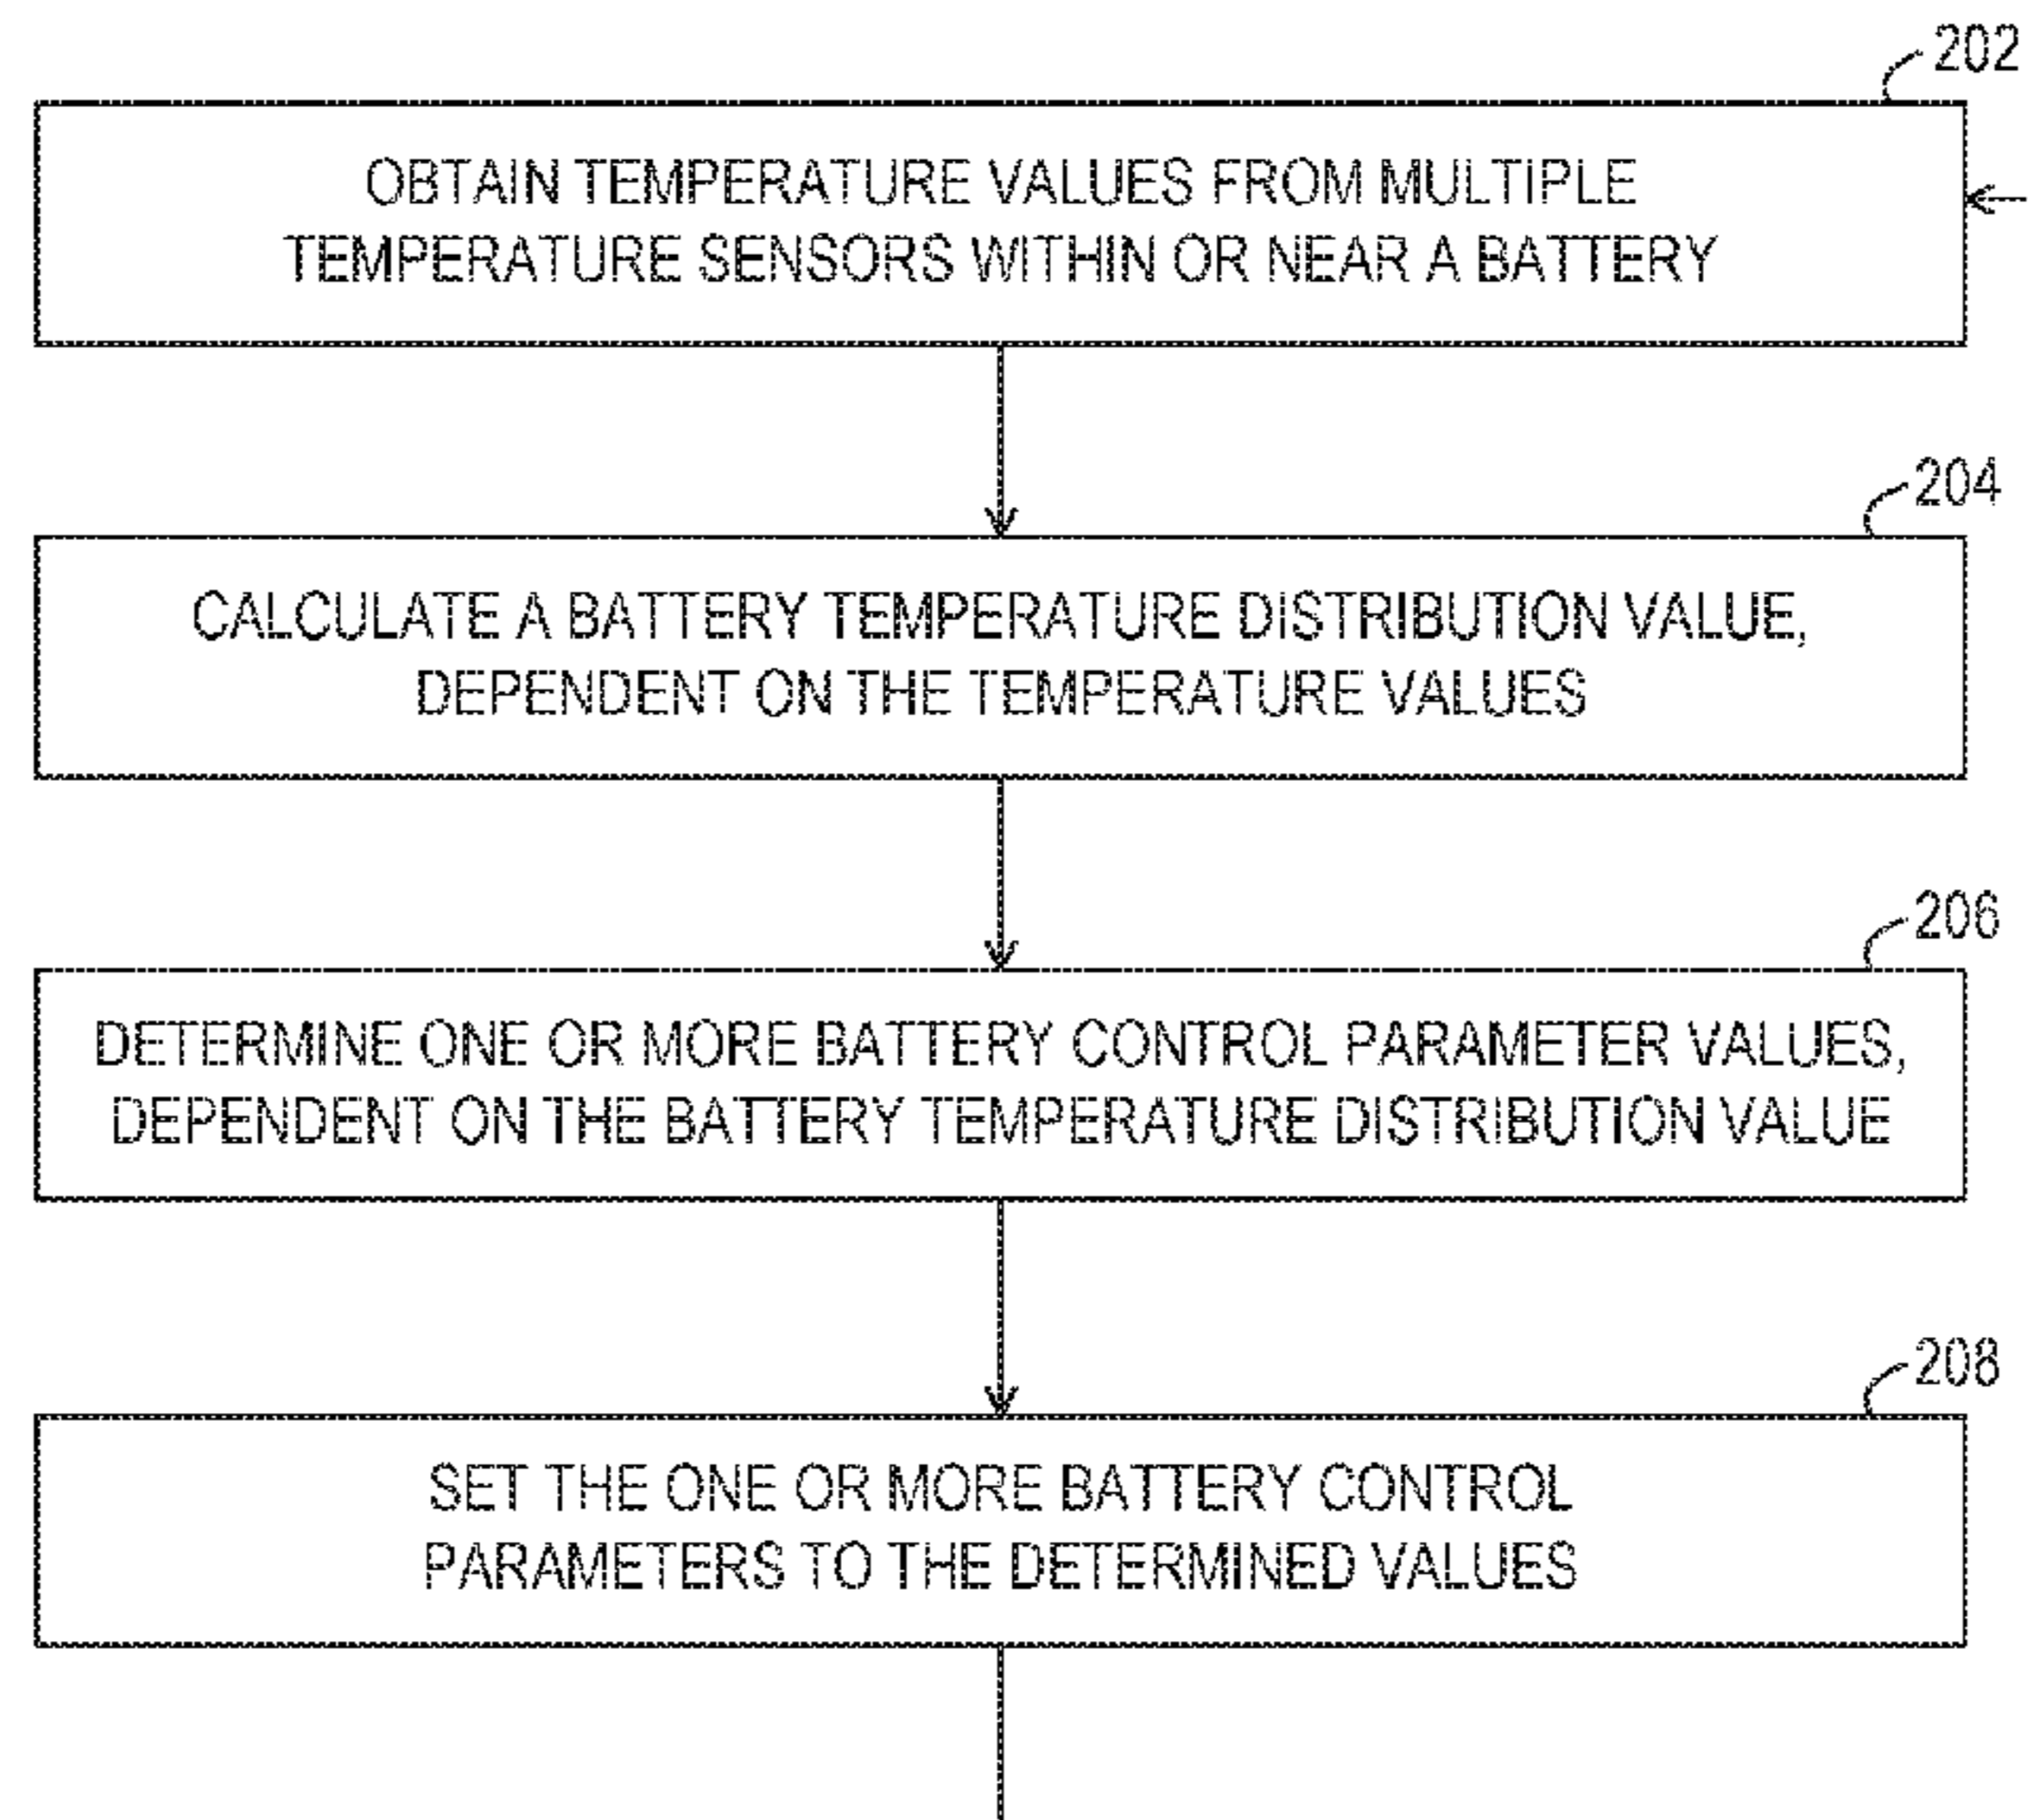 202
OBTAIN TEMPERATURE VALUES FROM MULTIPLE
TEMPERATURE SENSORS WITHIN OR NEAR A BATTERY
204
CALCULATE A BATTERY TEMPERATURE DISTRIBUTION VALUE,
DEPENDENT ON THE TEMPERATURE VALUES
206
DETERMINE ONE OR MORE BATTERY CONTROL PARAMETER VALUES,
DEPENDENT ON THE BATTERY TEMPERATURE DISTRIBUTION VALUE
208
SET THE ONE OR MORE BATTERY CONTROL
PARAMETERS TO THE DETERMINED VALUES